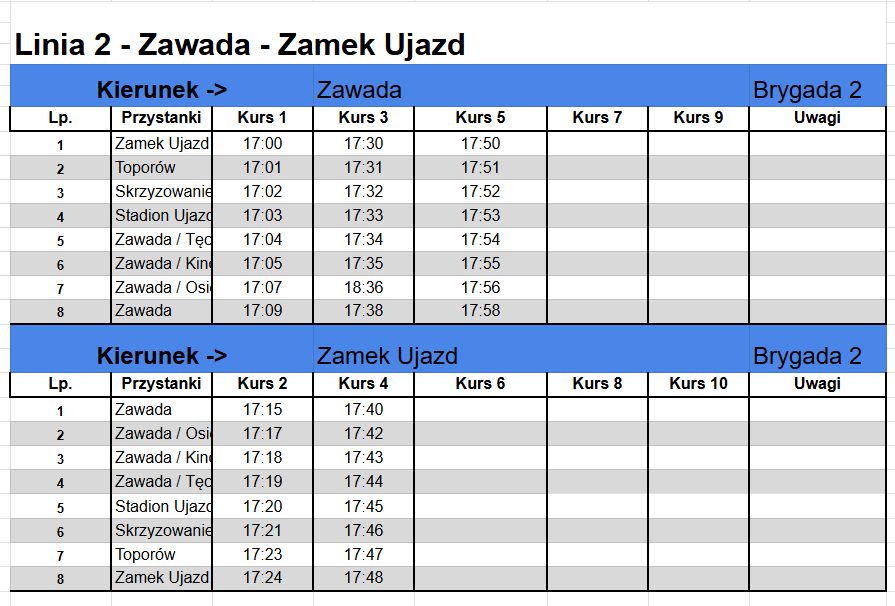 Linia 2 - Zawada - Zamek Ujazd
Kierunek -> Zawada Brygada 2
Lp. Przystanki Kurs 1 Kurs 3 Kurs 5 Kurs 7 Kurs 9 Uwagi
1 Zamek Ujazd 17:00 17:30 17:50
2 Toporów 17:01 17:31 17:51
3 Skrzyzowanie 17:02 17:32 17:52
4 Stadion Ujazd 17:03 17:33 17:53
5 Zawada / Tęc 17:04 17:34 17:54
6 Zawada / Kino 17:05 17:35 17:55
7 Zawada / Osie 17:07 18:36 17:56
8 Zawada 17:09 17:38 17:58
Kierunek -> Zamek Ujazd Brygada 2
Lp. Przystanki Kurs 2 Kurs 4 Kurs 6 Kurs 8 Kurs 10 Uwagi
1 Zawada 17:15 17:40
2 Zawada / Osie 17:17 17:42
3 Zawada / Kino 17:18 17:43
4 Zawada / Tęc 17:19 17:44
5 Stadion Ujazd 17:20 17:45
6 Skrzyzowanie 17:21 17:46
7 Toporów 17:23 17:47
8 Zamek Ujazd 17:24 17:48